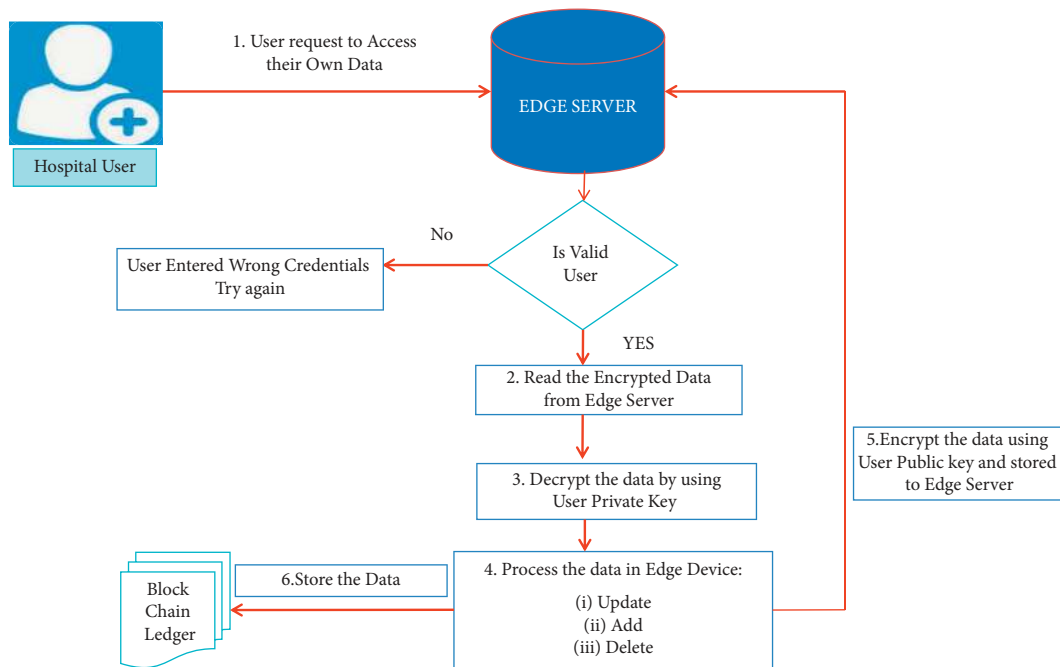 1. User request to Access
their Own Data
EDGE SERVER
Hospital User
No
Is Valid
User
User Entered Wrong Credentials
Try again
YES
2. Read the Encrypted Data
from Edge Server
3. Decrypt the data by using
User Private Key
5.Encrypt the data using
User Public key and stored
to Edge Server
4. Process the data in Edge Device:
(i) Update
(ii) Add
(iii) Delete
6.Store the Data
Block
Chain
Ledger